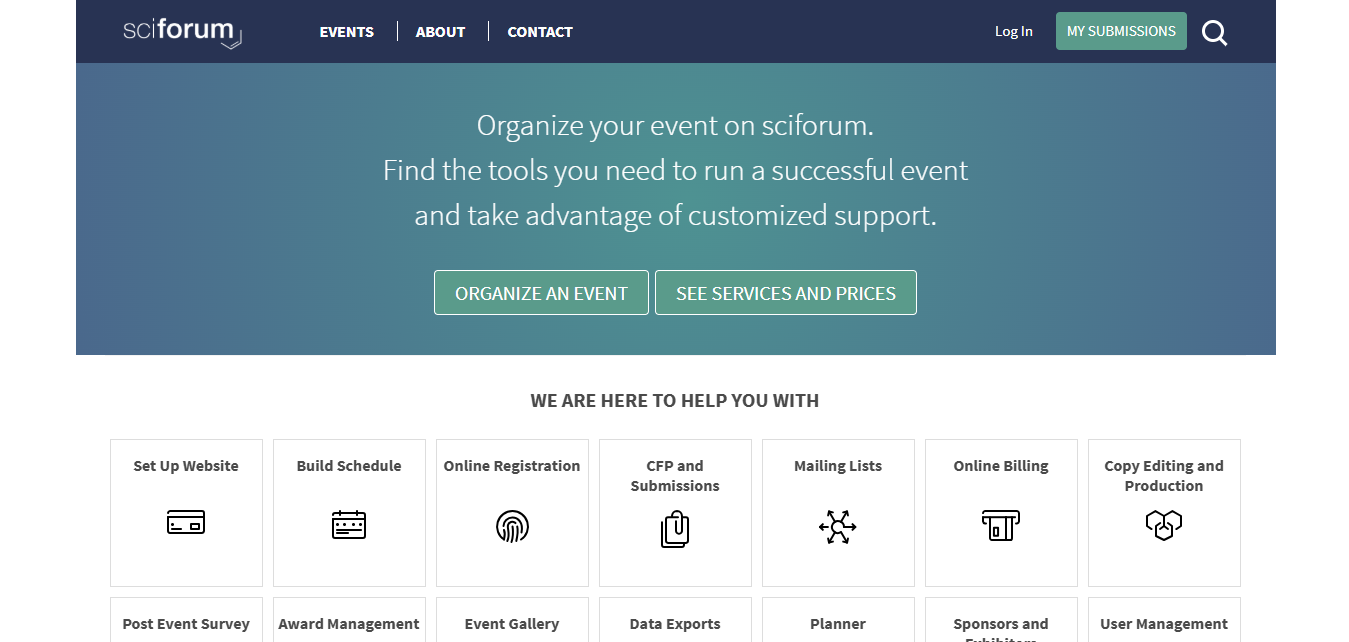 sciforum
EVENTS
ABOUT
CONTACT
Log In
MY SUBMISSIONS
Organize your event on sciforum.
Find the tools you need to run a successful event
and take advantage of customized support.
ORGANIZE AN EVENT
SEE SERVICES AND PRICES
WE ARE HERE TO HELP YOU WITH
Set Up Website
Build Schedule
Online Registration
CFP and
Submissions
Mailing Lists
Online Billing
Copy Editing and
Production
Post Event Survey
Award Management
Event Gallery
Data Exports
Planner
Sponsors and
Exhibitors
User Management